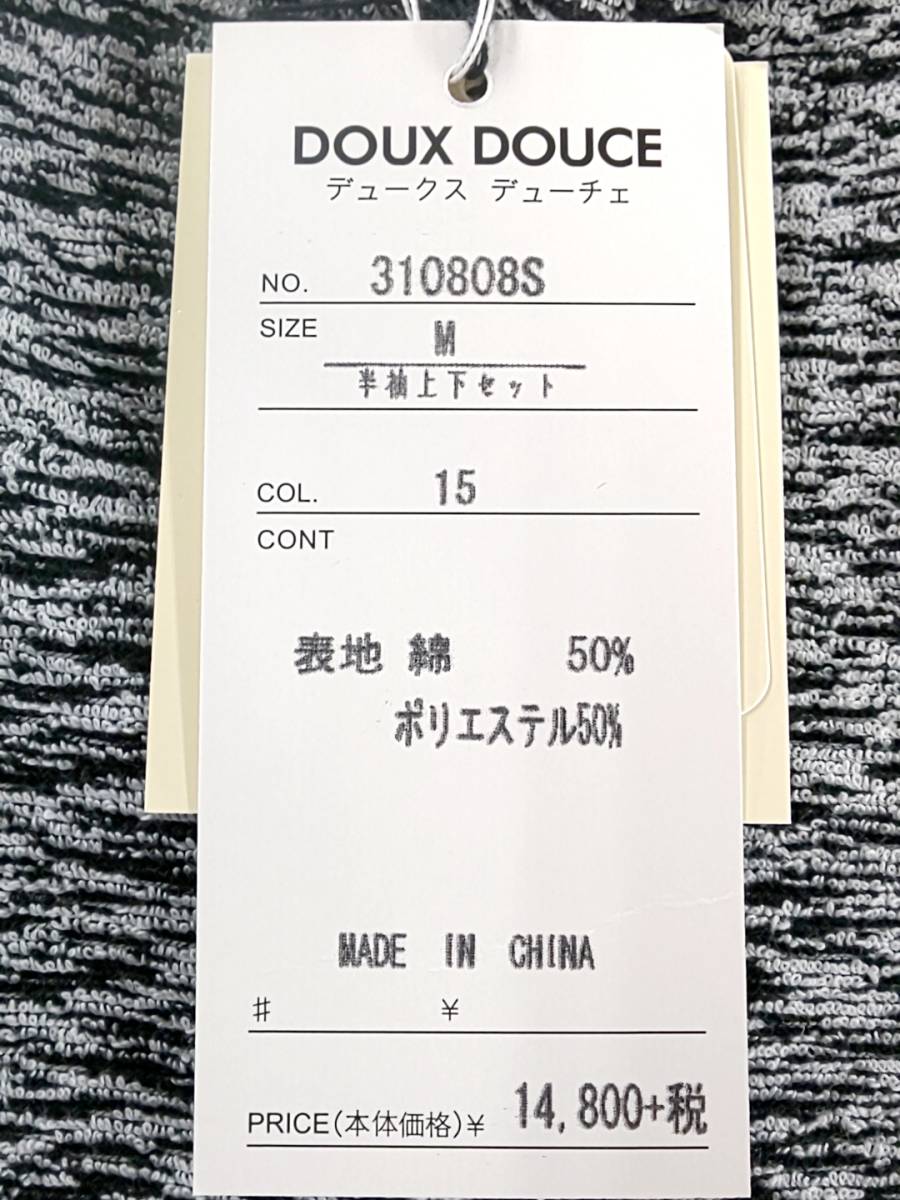 DOUX DOUCE
デュークス デューチェ
NO. 310808S
SIZE M
半袖上下セット
COL. 15
CONT
表地 綿 50%
ポリエステル50%
MADE IN CHINA
# ¥
PRICE(本体価格)¥ 14,800+税